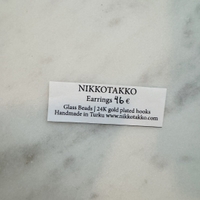 NIKKOTAKKO
Earrings 46 €
Glass Beads | 24K gold plated hooks
Handmade in Turku www.nikkotakko.com